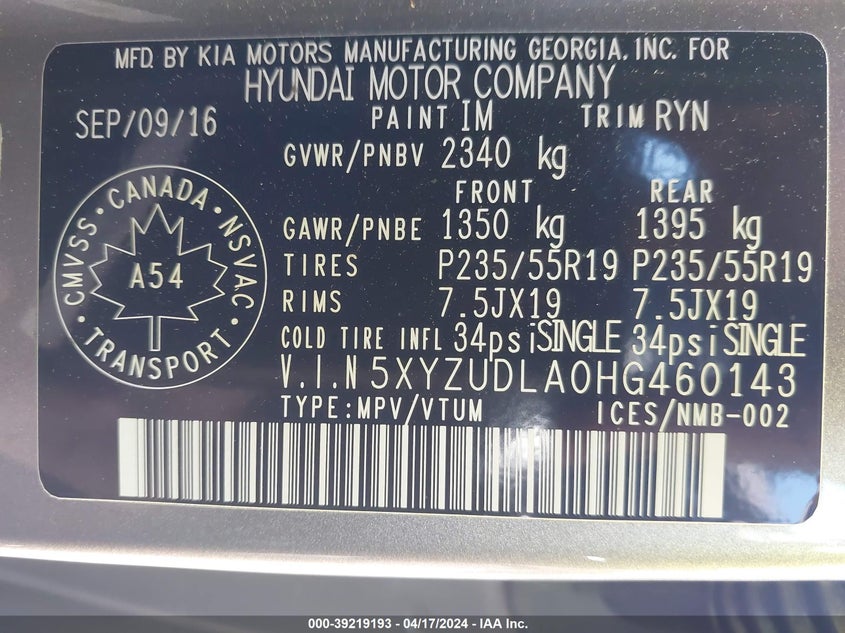 MFD. BY KIA MOTORS MANUFACTURING GEORGIA, INC. FOR
HYUNDAI MOTOR COMPANY
SEP/09/16 PAINT IM TRIM RYN
GVWR/PNBV 2340 kg
FRONT REAR
GAWR/PNBE 1350 kg 1395 kg
TIRES P235/55R19 P235/55R19
RIMS 7.5JX19 7.5JX19
COLD TIRE INFL 34psi SINGLE 34psi SINGLE
V.I.N 5XYZUDLA0HG460143
TYPE:MPV/VTUM ICES/NMB-002
CMVSS • CANADA • NSVAC • TRANSPORT •
A54
000-39219193 - 04/17/2024 - IAA Inc.